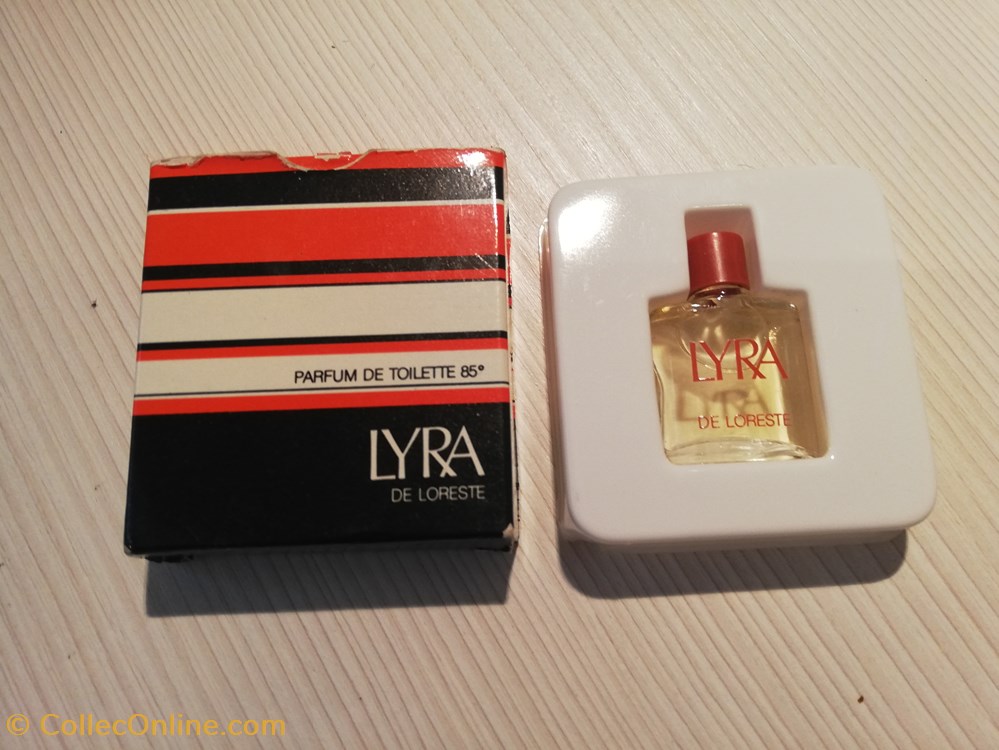 PARFUM DE TOILETTE 85°
LYRA
DE LORESTE
LYRA
DE LORESTE
© CollecOnline.com